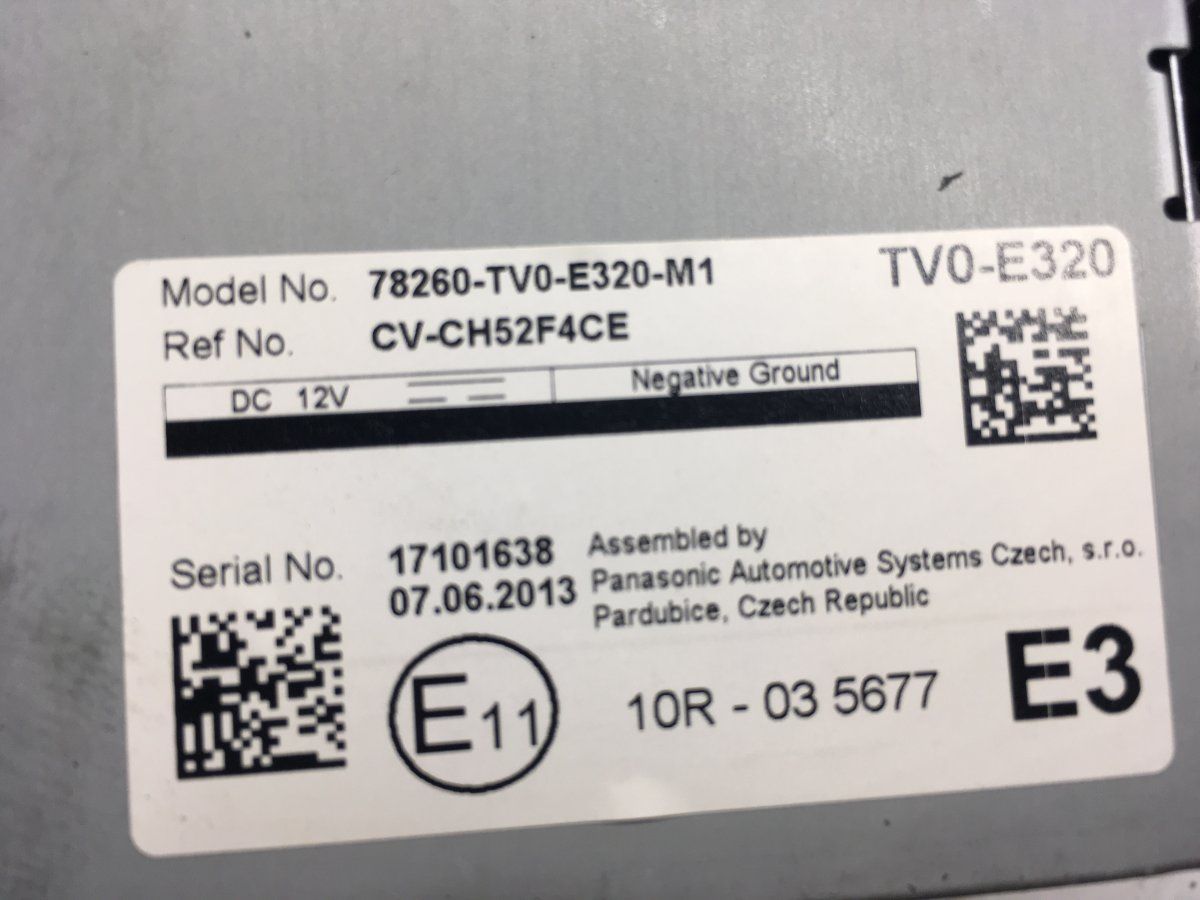 Model No. 78260-TV0-E320-M1
TV0-E320
Ref No. CV-CH52F4CE
DC 12V
Negative Ground
Serial No. 17101638
07.06.2013
Assembled by
Panasonic Automotive Systems Czech, s.r.o.
Pardubice, Czech Republic
E11
10R - 03 5677
E3